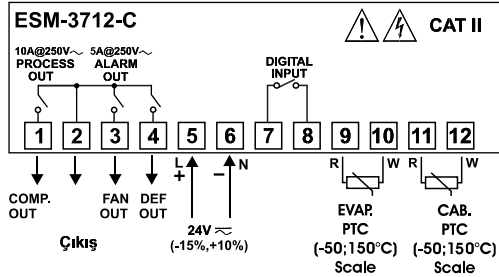 ESM-3712-C
CAT II
10A@250V~ 5A@250V~
PROCESS ALARM
OUT OUT
DIGITAL
INPUT
1 2 3 4 5 6 7 8 9 10 11 12
L N R W R W
+ −
COMP. FAN DEF
OUT OUT OUT
Çıkış
24V ⎓
(-15%,+10%)
EVAP. CAB.
PTC PTC
(-50;150°C) (-50;150°C)
Scale Scale